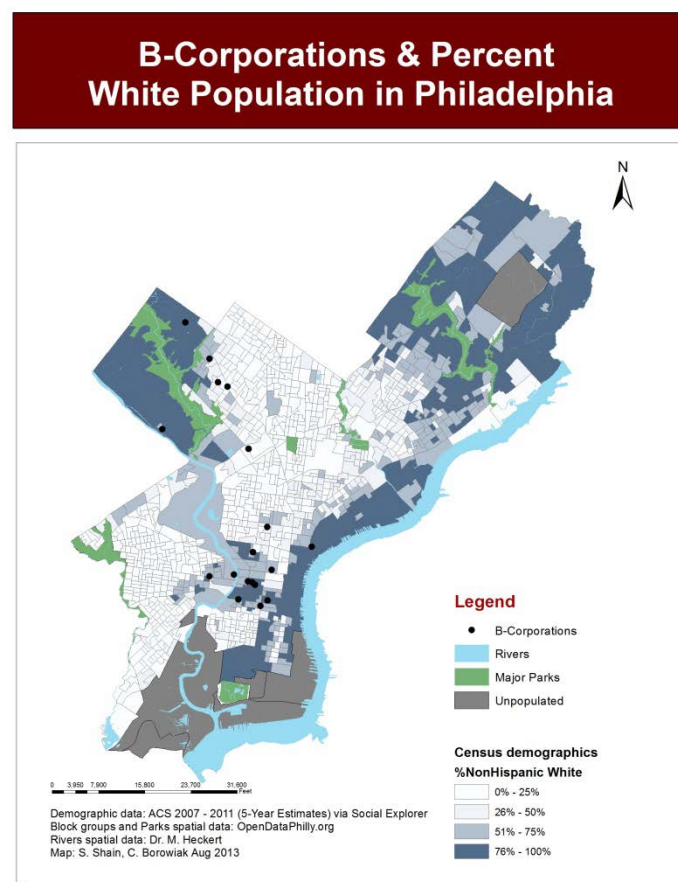 B-Corporations & Percent
White Population in Philadelphia
N
Legend
B-Corporations
Rivers
Major Parks
Unpopulated
Census demographics
%NonHispanic White
0% - 25%
26% - 50%
51% - 75%
76% - 100%
0 3,950 7,900 15,800 23,700 31,600
Feet
Demographic data: ACS 2007 - 2011 (5-Year Estimates) via Social Explorer
Block groups and Parks spatial data: OpenDataPhilly.org
Rivers spatial data: Dr. M. Heckert
Map: S. Shain, C. Borowiak Aug 2013